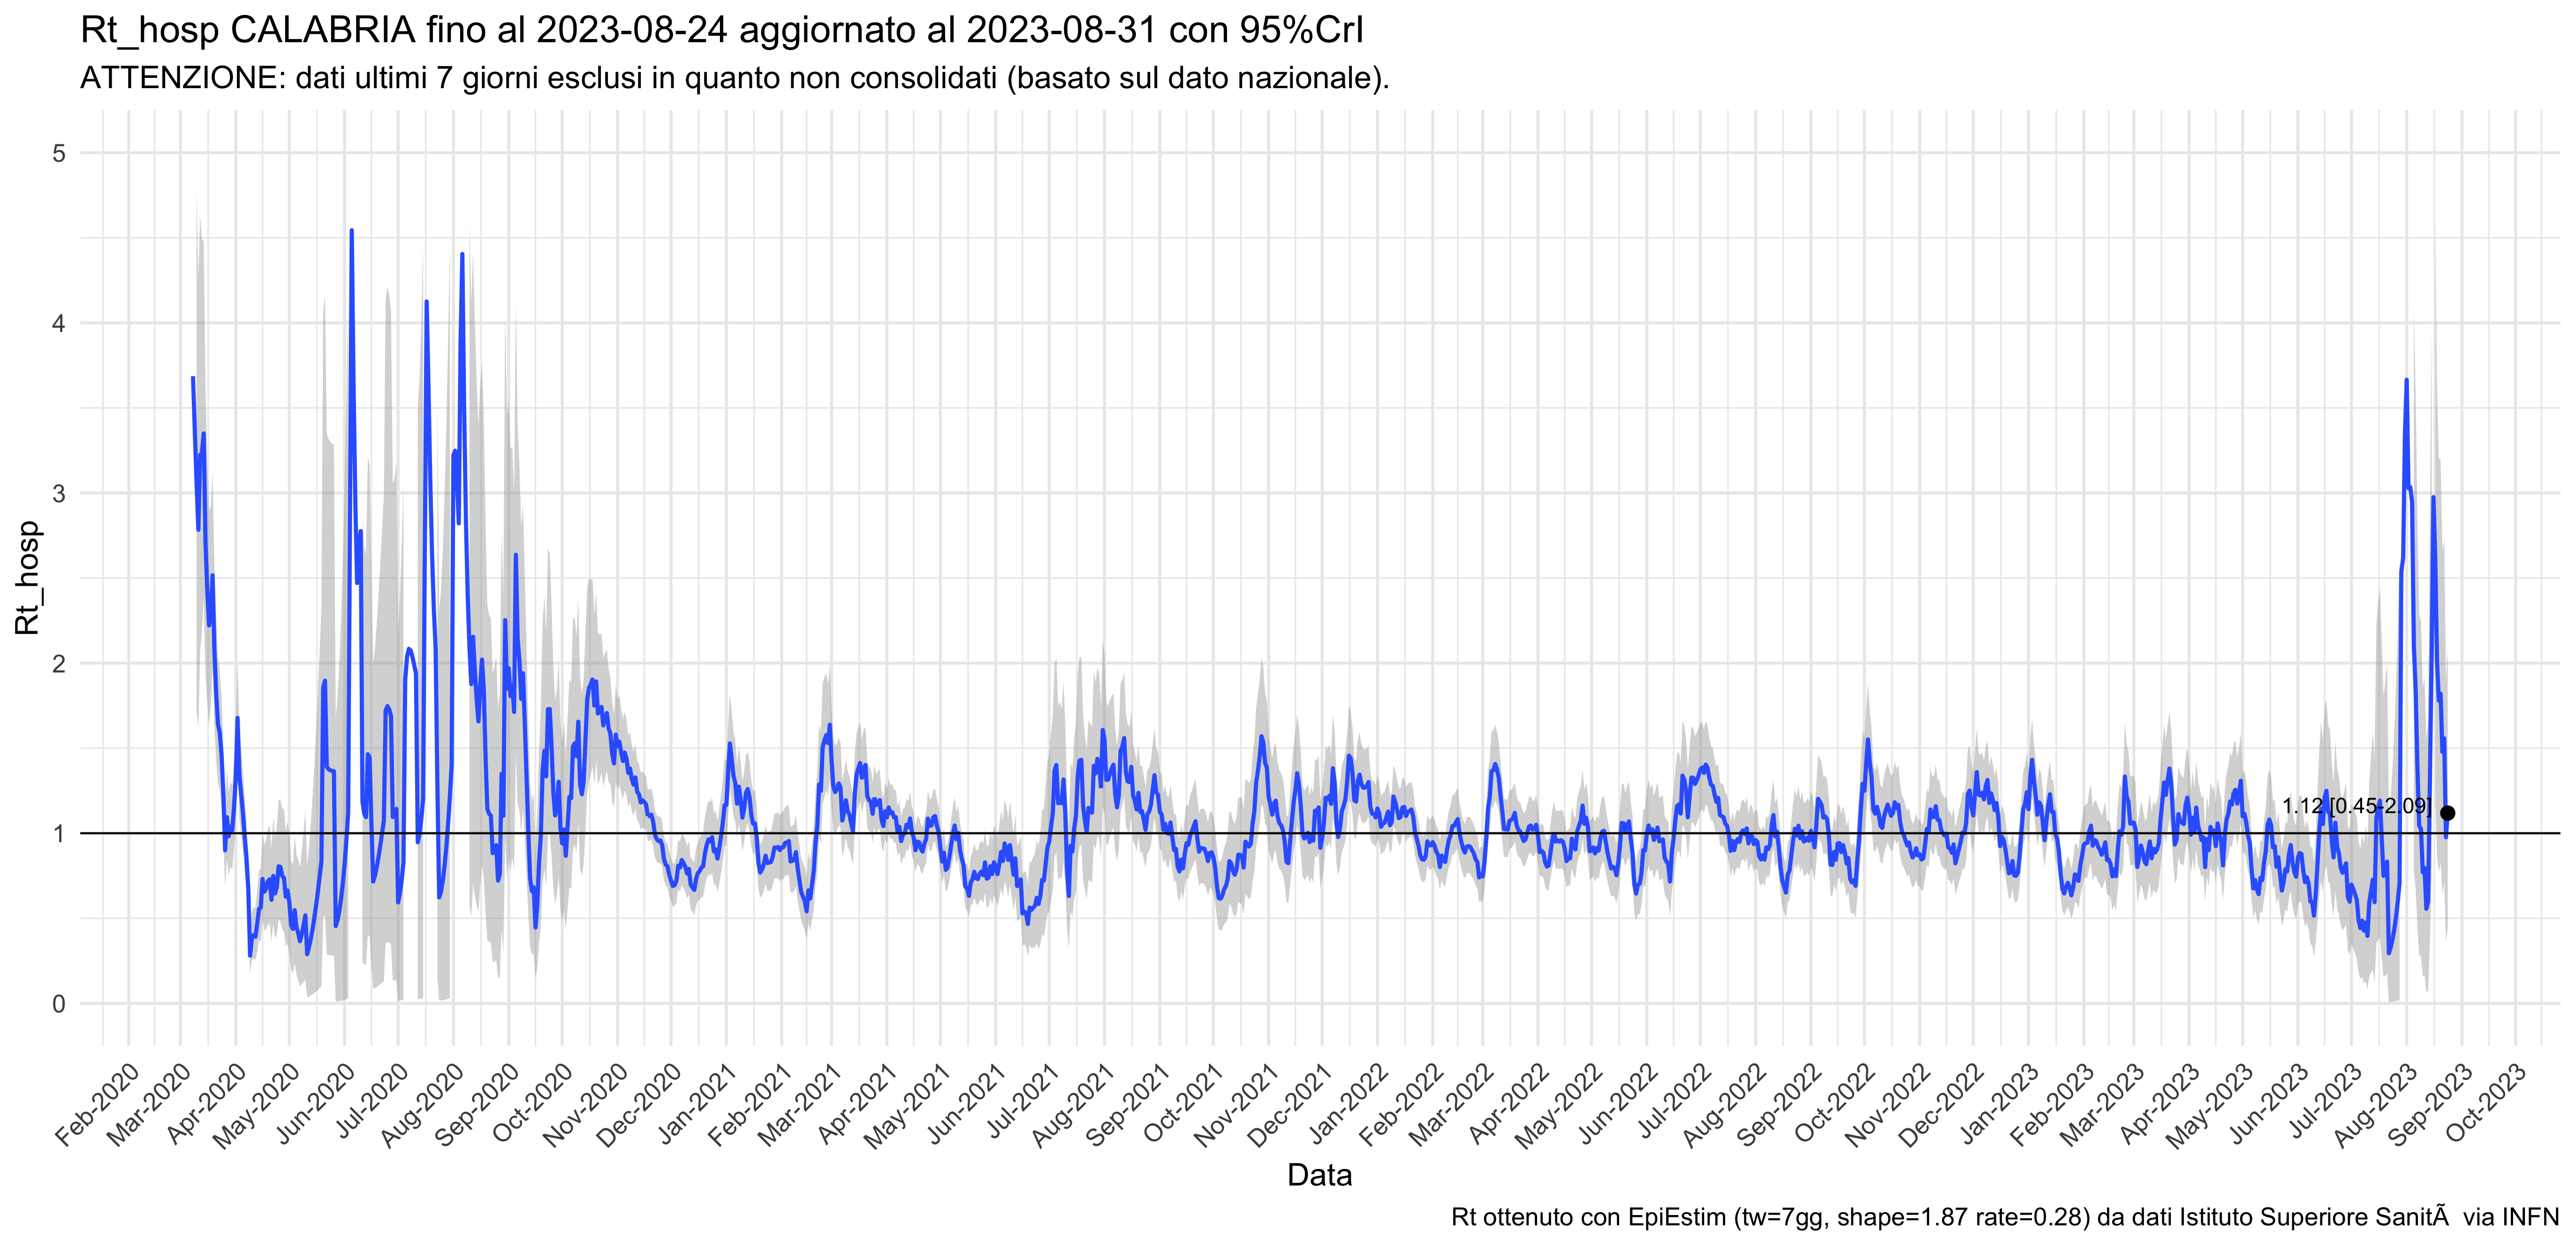 Rt_hosp CALABRIA fino al 2023-08-24 aggiornato al 2023-08-31 con 95%CrI
ATTENZIONE: dati ultimi 7 giorni esclusi in quanto non consolidati (basato sul dato nazionale).
5
4
3
2
1
0
Rt_hosp
1.12 [0.45-2.09]
Feb-2020
Mar-2020
Apr-2020
May-2020
Jun-2020
Jul-2020
Aug-2020
Sep-2020
Oct-2020
Nov-2020
Dec-2020
Jan-2021
Feb-2021
Mar-2021
Apr-2021
May-2021
Jun-2021
Jul-2021
Aug-2021
Sep-2021
Oct-2021
Nov-2021
Dec-2021
Jan-2022
Feb-2022
Mar-2022
Apr-2022
May-2022
Jun-2022
Jul-2022
Aug-2022
Sep-2022
Oct-2022
Nov-2022
Dec-2022
Jan-2023
Feb-2023
Mar-2023
Apr-2023
May-2023
Jun-2023
Jul-2023
Aug-2023
Sep-2023
Oct-2023
Data
Rt ottenuto con EpiEstim (tw=7gg, shape=1.87 rate=0.28) da dati Istituto Superiore SanitÃ  via INFN